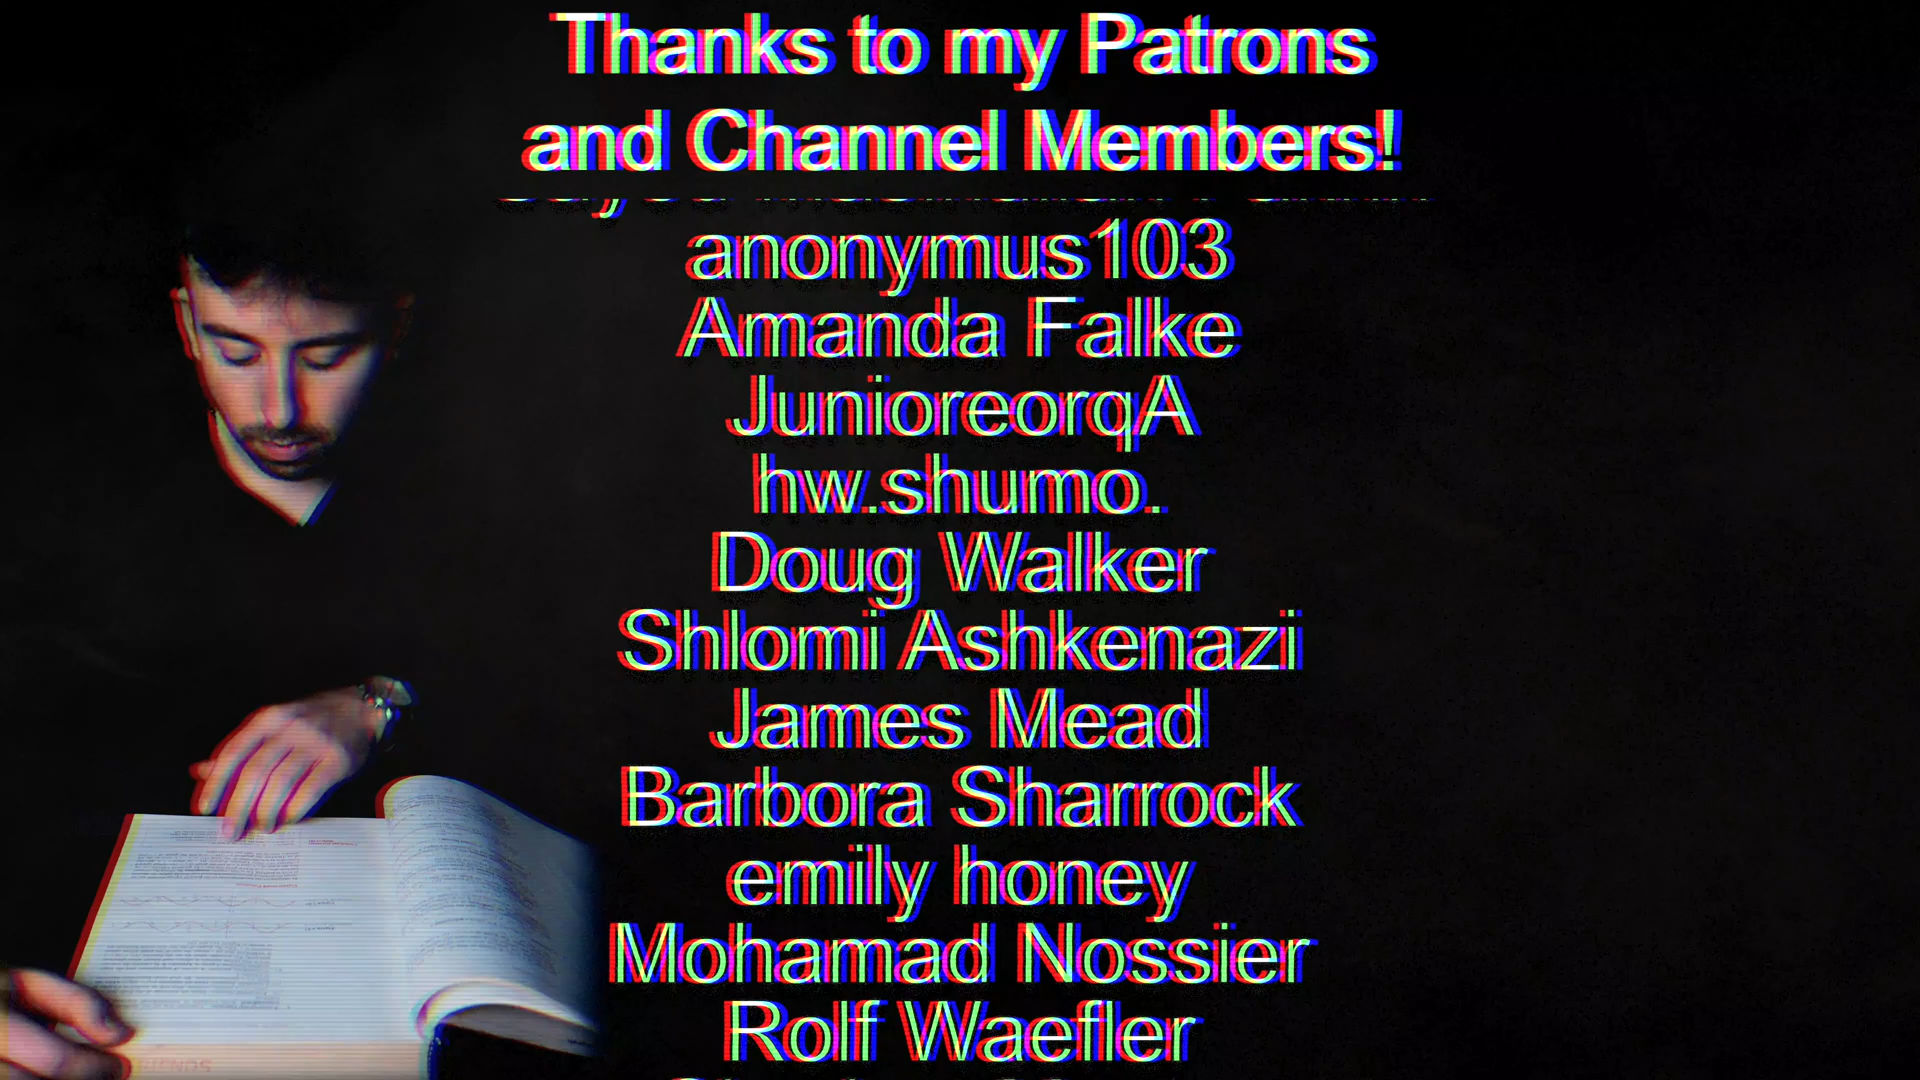 Thanks to my Patrons
and Channel Members!
anonymus103
Amanda Falke
JunioreorqA
hw.shumo.
Doug Walker
Shlomi Ashkenazi
James Mead
Barbora Sharrock
emily honey
Mohamad Nossier
Rolf Waefler